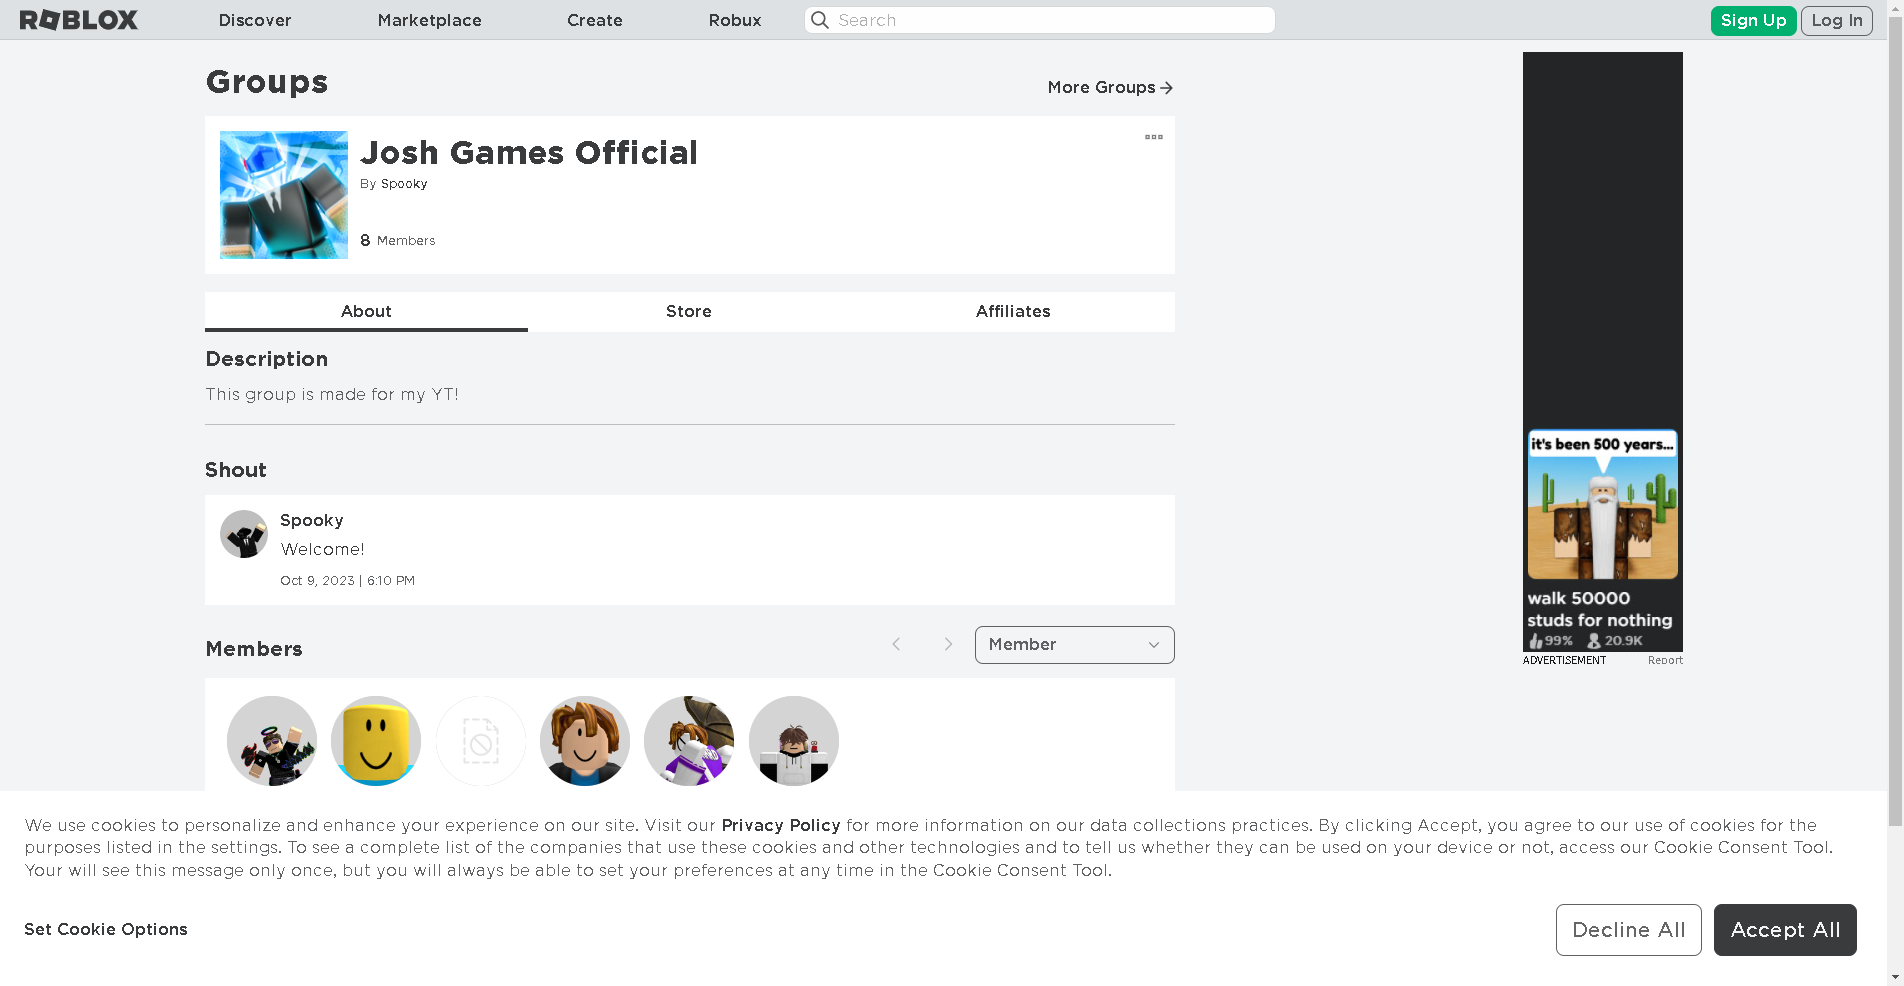 ROBLOX
Discover
Marketplace
Create
Robux
Search
Sign Up
Log In
Groups
More Groups
Josh Games Official
By Spooky
8 Members
About
Store
Affiliates
Description
This group is made for my YT!
Shout
Spooky
Welcome!
Oct 9, 2023 | 6:10 PM
Members
Member
it's been 500 years...
walk 50000
studs for nothing
99% 20.9K
ADVERTISEMENT
Report
We use cookies to personalize and enhance your experience on our site. Visit our Privacy Policy for more information on our data collections practices. By clicking Accept, you agree to our use of cookies for the
purposes listed in the settings. To see a complete list of the companies that use these cookies and other technologies and to tell us whether they can be used on your device or not, access our Cookie Consent Tool.
Your will see this message only once, but you will always be able to set your preferences at any time in the Cookie Consent Tool.
Set Cookie Options
Decline All
Accept All